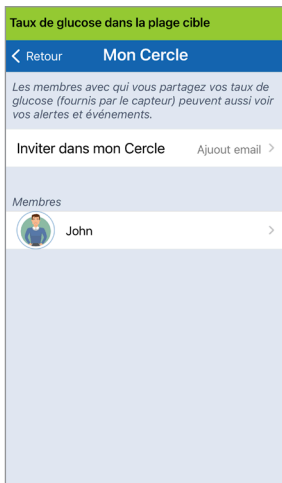 Taux de glucose dans la plage cible
Retour
Mon Cercle
Les membres avec qui vous partagez vos taux de
glucose (fournis par le capteur) peuvent aussi voir
vos alertes et événements.
Inviter dans mon Cercle
Ajuout email
Membres
John